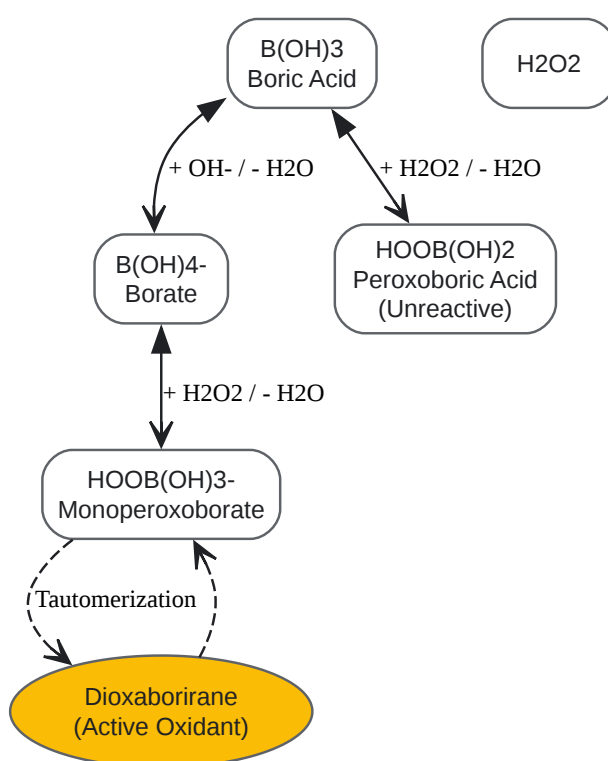 B(OH)3
Boric Acid
H2O2
+ OH- / - H2O
+ H2O2 / - H2O
B(OH)4-
Borate
HOOB(OH)2
Peroxoboric Acid
(Unreactive)
+ H2O2 / - H2O
HOOB(OH)3-
Monoperoxoborate
Tautomerization
Dioxaborirane
(Active Oxidant)